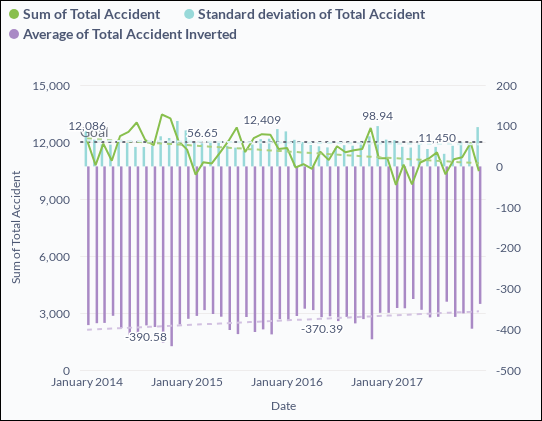 Sum of Total Accident
Standard deviation of Total Accident
Average of Total Accident Inverted
15,000
200
12,086
Goal
56.65
12,409
98.94
11,450
100
12,000
0
9,000
-100
6,000
-200
-300
3,000
-390.58
-370.39
-400
0
-500
Sum of Total Accident
January 2014
January 2015
January 2016
January 2017
Date